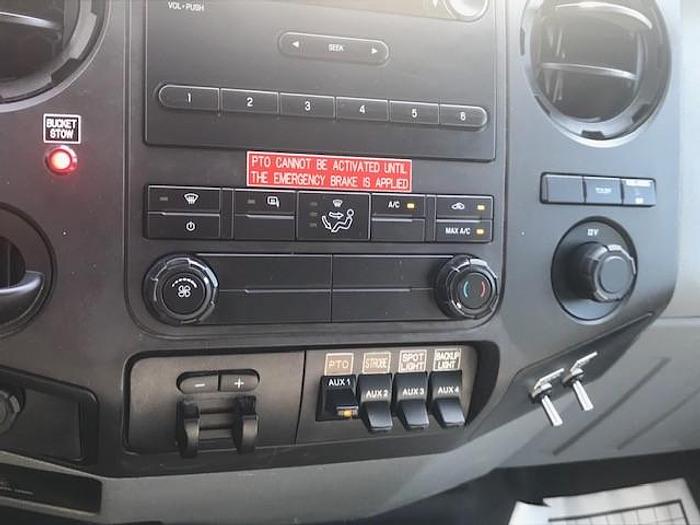 VOL - PUSH
SEEK
1 2 3 4 5 6
BUCKET
STOW
PTO CANNOT BE ACTIVATED UNTIL
THE EMERGENCY BRAKE IS APPLIED
A/C
MAX A/C
12V
− +
PTO STROBE SPOT LIGHT BACKUP LIGHT
AUX 1 AUX 2 AUX 3 AUX 4